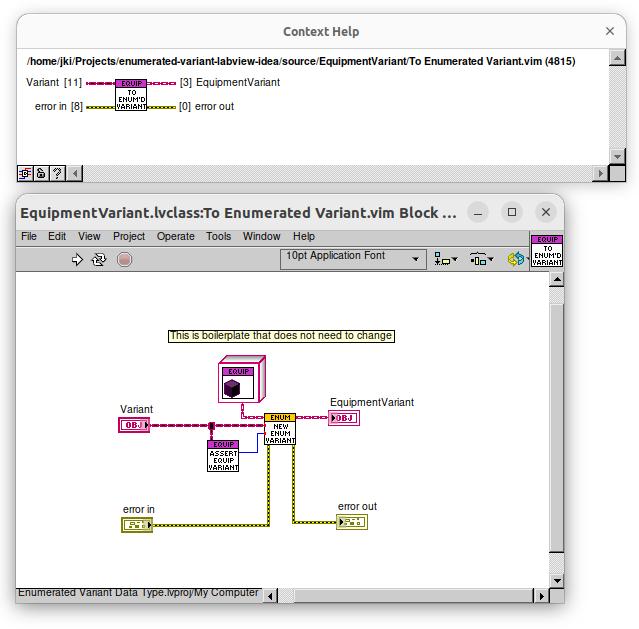 Context Help
/home/jki/Projects/enumerated-variant-labview-idea/source/EquipmentVariant/To Enumerated Variant.vim (4815)
Variant [11]
EQUIP
TO
ENUM'D
VARIANT
[3] EquipmentVariant
error in [8]
[0] error out
?
EquipmentVariant.lvclass:To Enumerated Variant.vim Block ...
File Edit View Project Operate Tools Window Help
10pt Application Font
EQUIP
TO
ENUM'D
VARIANT
This is boilerplate that does not need to change
EQUIP
Variant
OBJ
ENUM
NEW
ENUM
VARIANT
EquipmentVariant
OBJ
EQUIP
ASSERT
EQUIP
VARIANT
error in
error out
Enumerated Variant Data Type.lvproj/My Computer